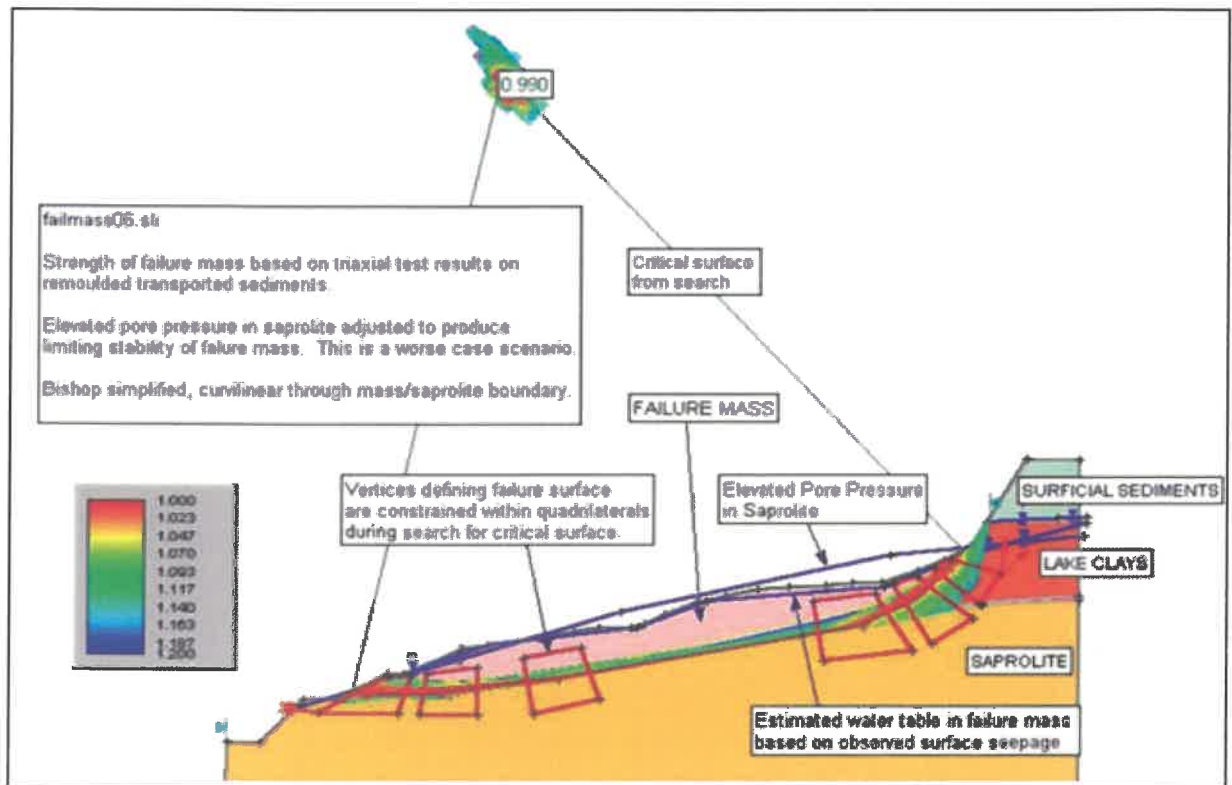 0.990
failmass06.sli
Strength of failure mass based on triaxial test results on
remoulded transported sediments.
Elevated pore pressure in saprolite adjusted to produce
limiting stability of failure mass. This is a worse case scenario.
Bishop simplified, curvilinear through mass/saprolite boundary.
Critical surface
from search
FAILURE MASS
Vertices defining failure surface
are constrained within quadrilaterals
during search for critical surface.
Elevated Pore Pressure
in Saprolite
SURFICIAL SEDIMENTS
LAKE CLAYS
SAPROLITE
Estimated water table in failure mass
based on observed surface seepage
1.000
1.023
1.047
1.070
1.093
1.117
1.140
1.163
1.187
1.200